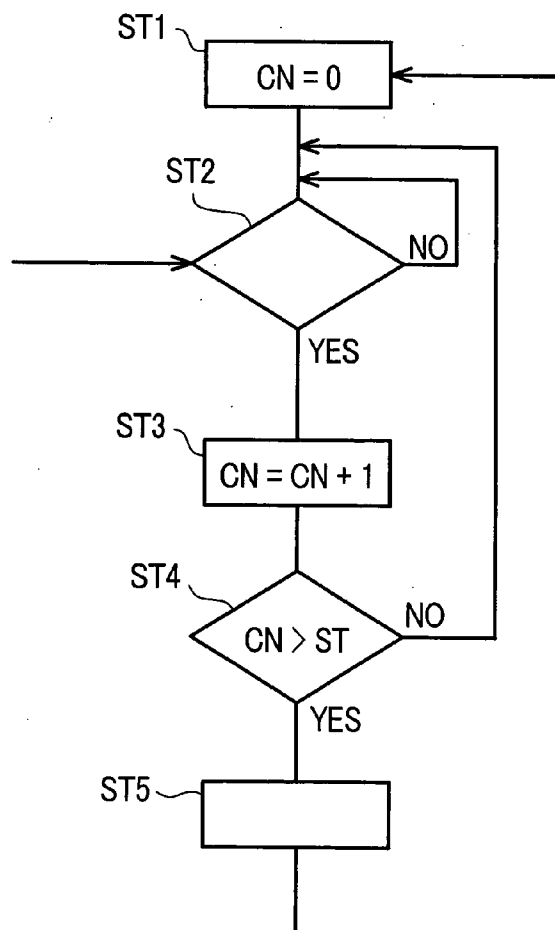 ST1
CN = 0
ST2
NO
YES
ST3
CN = CN + 1
ST4
NO
CN > ST
YES
ST5